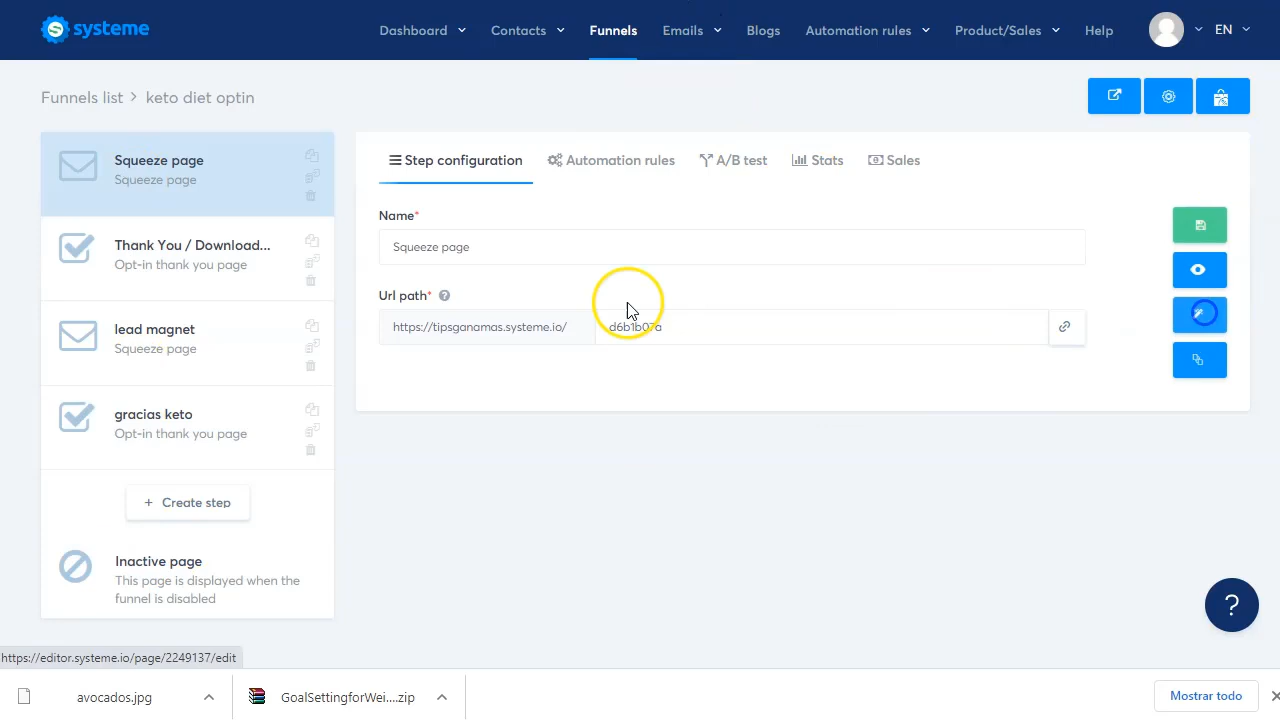 systeme
Dashboard Contacts Funnels Emails Blogs Automation rules Product/Sales Help EN
Funnels list > keto diet optin
Squeeze page
Squeeze page
Thank You / Download...
Opt-in thank you page
lead magnet
Squeeze page
gracias keto
Opt-in thank you page
+ Create step
Inactive page
This page is displayed when the
funnel is disabled
Step configuration Automation rules A/B test Stats Sales
Name*
Squeeze page
Url path* ?
https://tipsganamas.systeme.io/ d6b1b07a
?
https://editor.systeme.io/page/2249137/edit
avocados.jpg GoalSettingforWei....zip Mostrar todo